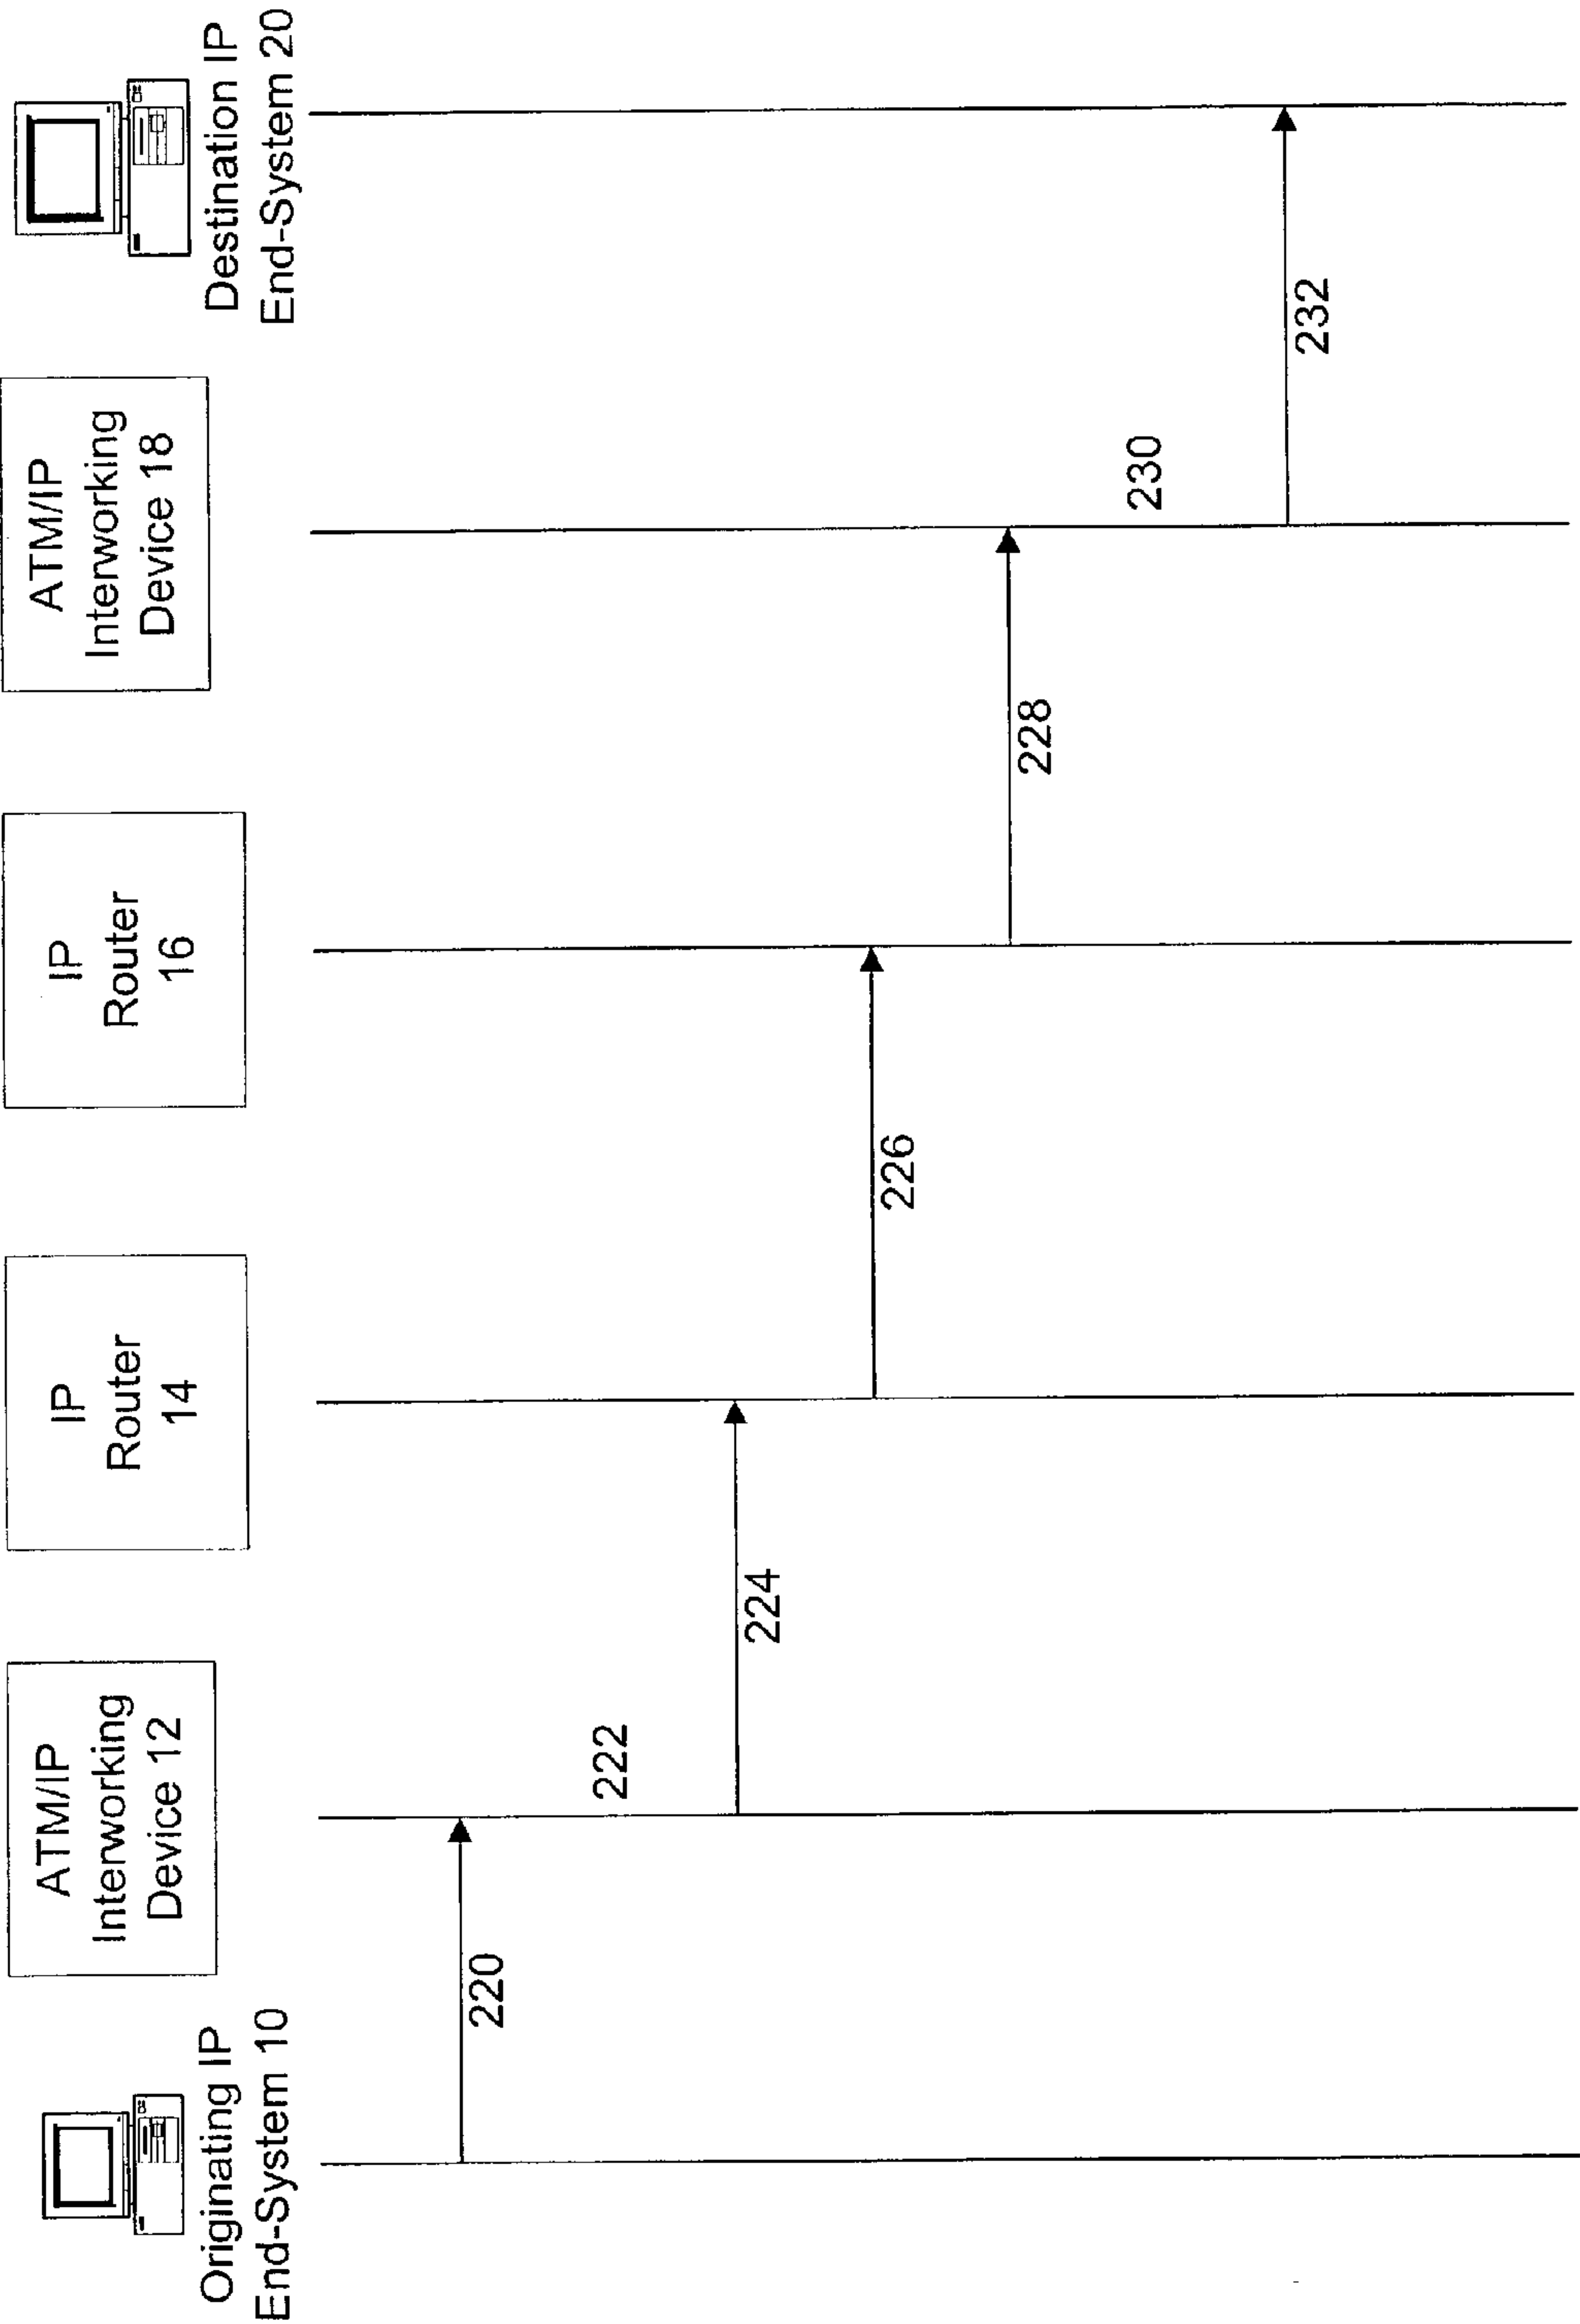 Originating IP
End-System 10
ATM/IP
Interworking
Device 12
IP
Router
14
IP
Router
16
ATM/IP
Interworking
Device 18
Destination IP
End-System 20
220
222
224
226
228
230
232